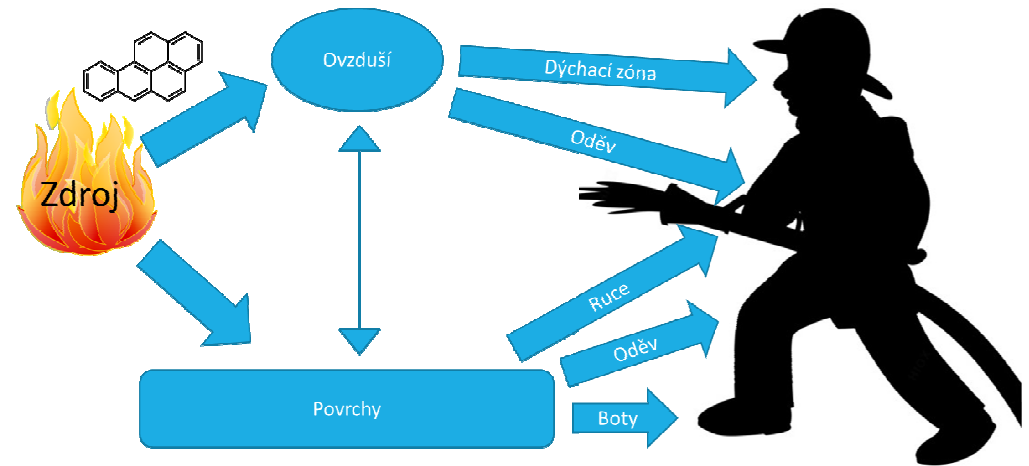 Zdroj
Ovzduší
Dýchací zóna
Oděv
Ruce
Oděv
Povrchy
Boty